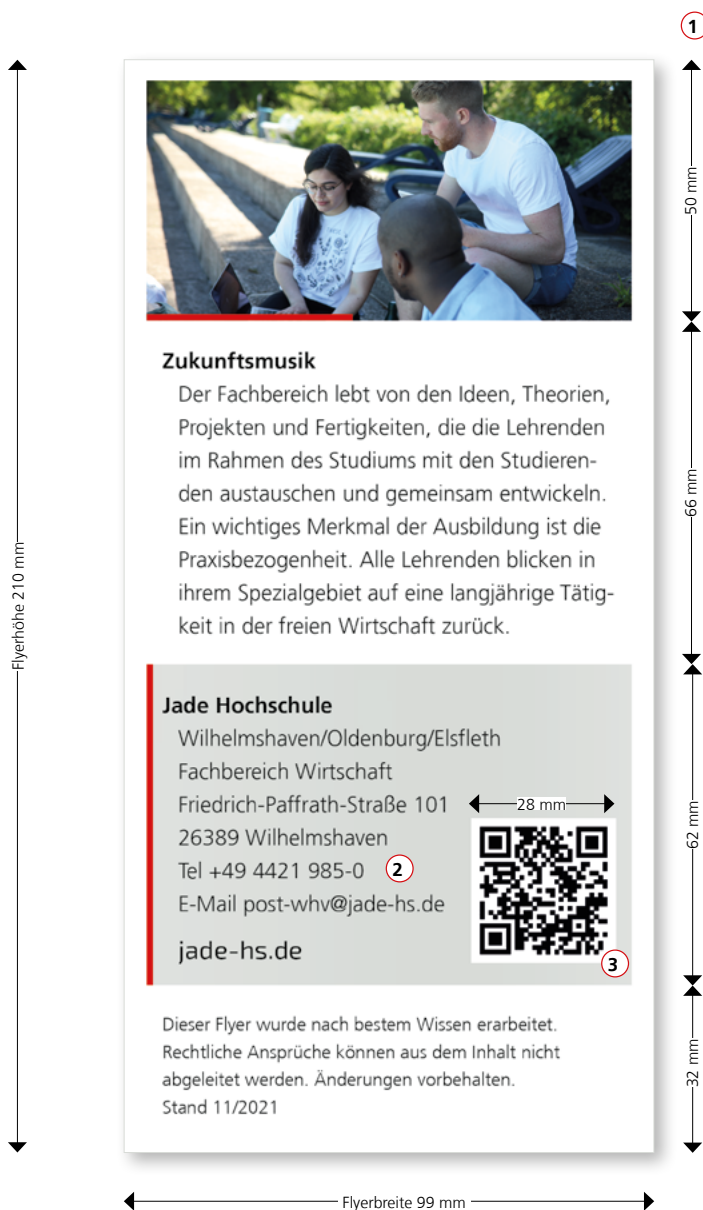 1
50 mm
Zukunftsmusik
Der Fachbereich lebt von den Ideen, Theorien,
Projekten und Fertigkeiten, die die Lehrenden
im Rahmen des Studiums mit den Studieren-
den austauschen und gemeinsam entwickeln.
Ein wichtiges Merkmal der Ausbildung ist die
Praxisbezogenheit. Alle Lehrenden blicken in
ihrem Spezialgebiet auf eine langjährige Tätig-
keit in der freien Wirtschaft zurück.
66 mm
Flyerhöhe 210 mm
Jade Hochschule
Wilhelmshaven/Oldenburg/Elsfleth
Fachbereich Wirtschaft
Friedrich-Paffrath-Straße 101
26389 Wilhelmshaven
Tel +49 4421 985-0
2
E-Mail post-whv@jade-hs.de
jade-hs.de
28 mm
3
62 mm
Dieser Flyer wurde nach bestem Wissen erarbeitet.
Rechtliche Ansprüche können aus dem Inhalt nicht
abgeleitet werden. Änderungen vorbehalten.
Stand 11/2021
32 mm
Flyerbreite 99 mm